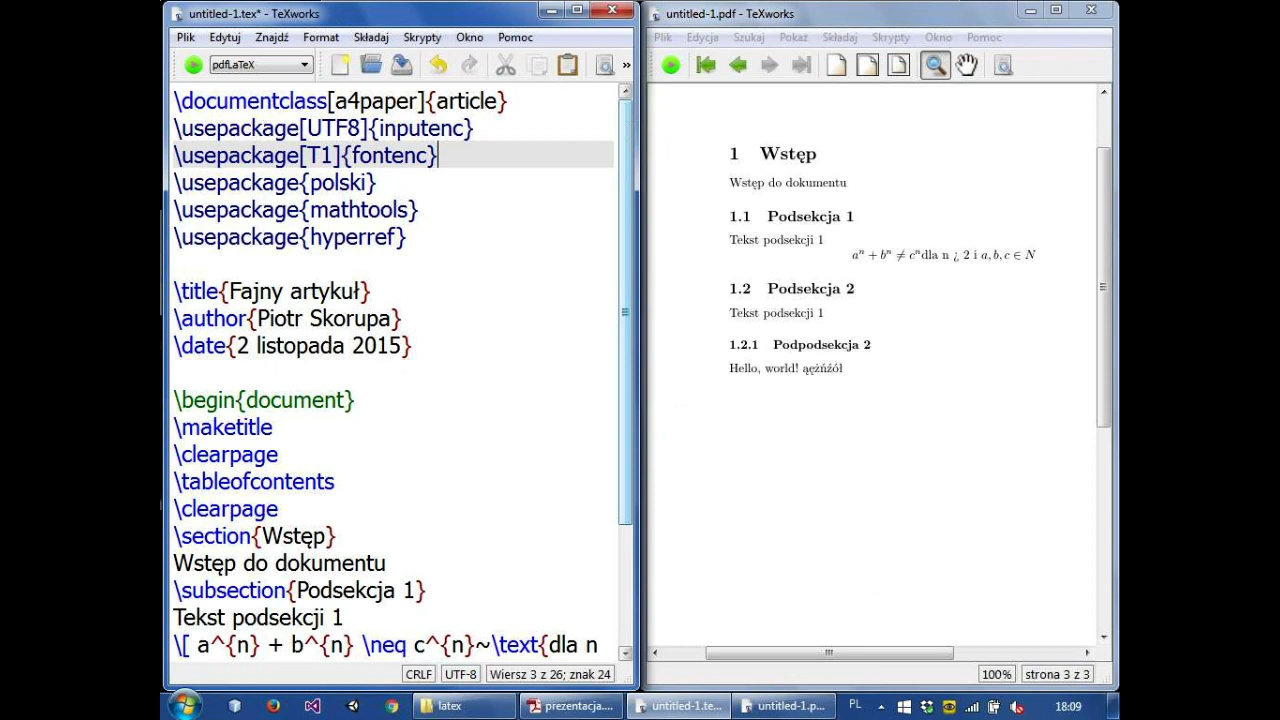 untitled-1.tex* - TeXworks
Plik Edytuj Znajdź Format Składaj Skrypty Okno Pomoc
pdfLaTeX
»
\documentclass[a4paper]{article}
\usepackage[UTF8]{inputenc}
\usepackage[T1]{fontenc}
\usepackage{polski}
\usepackage{mathtools}
\usepackage{hyperref}
\title{Fajny artykuł}
\author{Piotr Skorupa}
\date{2 listopada 2015}
\begin{document}
\maketitle
\clearpage
\tableofcontents
\clearpage
\section{Wstęp}
Wstęp do dokumentu
\subsection{Podsekcja 1}
Tekst podsekcji 1
\[ a^{n} + b^{n} \neq c^{n}~\text{dla n
CRLF UTF-8 Wiersz 3 z 26; znak 24
untitled-1.pdf - TeXworks
Plik Edycja Szukaj Pokaż Składaj Skrypty Okno Pomoc
1 Wstęp
Wstęp do dokumentu
1.1 Podsekcja 1
Tekst podsekcji 1
aⁿ + bⁿ ≠ cⁿdla n ¿ 2 i a, b, c ∈ N
1.2 Podsekcja 2
Tekst podsekcji 1
1.2.1 Podpodsekcja 2
Hello, world! ąężńźół
100% strona 3 z 3
latex prezentacja.... untitled-1.te... untitled-1.p... PL 18:09